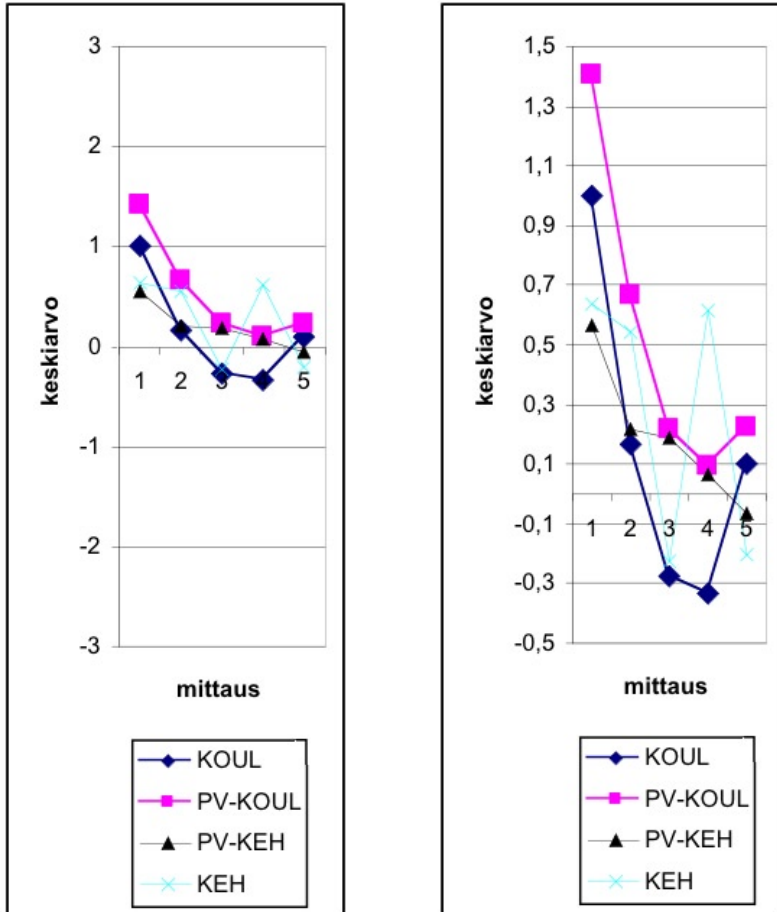 3
2
1
0
-1
-2
-3
keskiarvo
1 2 3 4 5
mittaus
KOUL
PV-KOUL
PV-KEH
KEH
1,5
1,3
1,1
0,9
0,7
0,5
0,3
0,1
-0,1
-0,3
-0,5
keskiarvo
1 2 3 4 5
mittaus
KOUL
PV-KOUL
PV-KEH
KEH